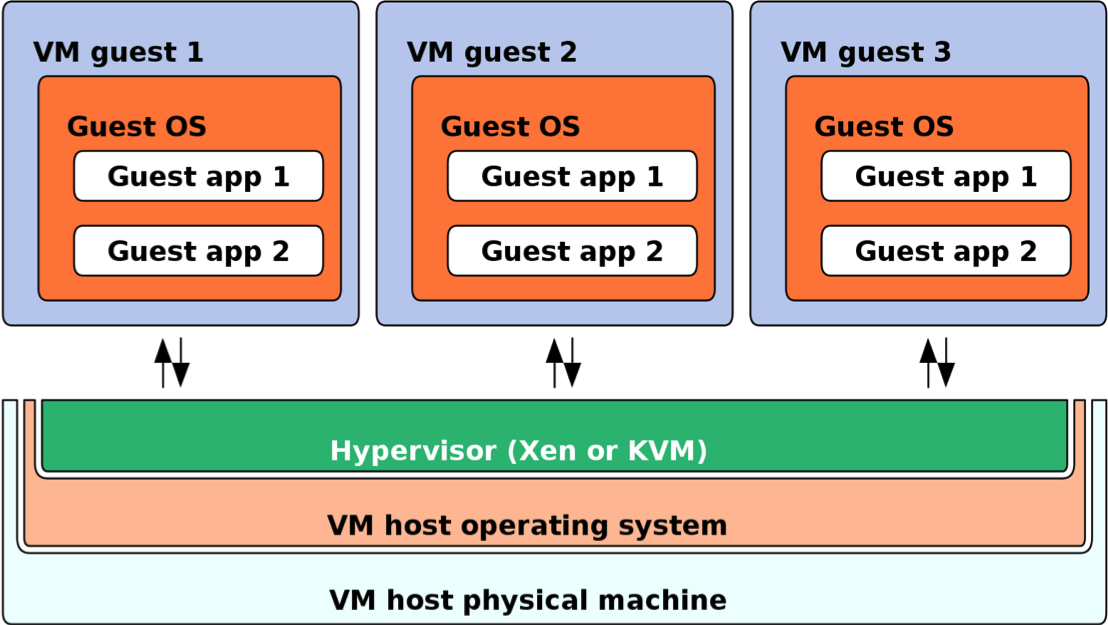 VM guest 1
Guest OS
Guest app 1
Guest app 2
VM guest 2
Guest OS
Guest app 1
Guest app 2
VM guest 3
Guest OS
Guest app 1
Guest app 2
Hypervisor (Xen or KVM)
VM host operating system
VM host physical machine